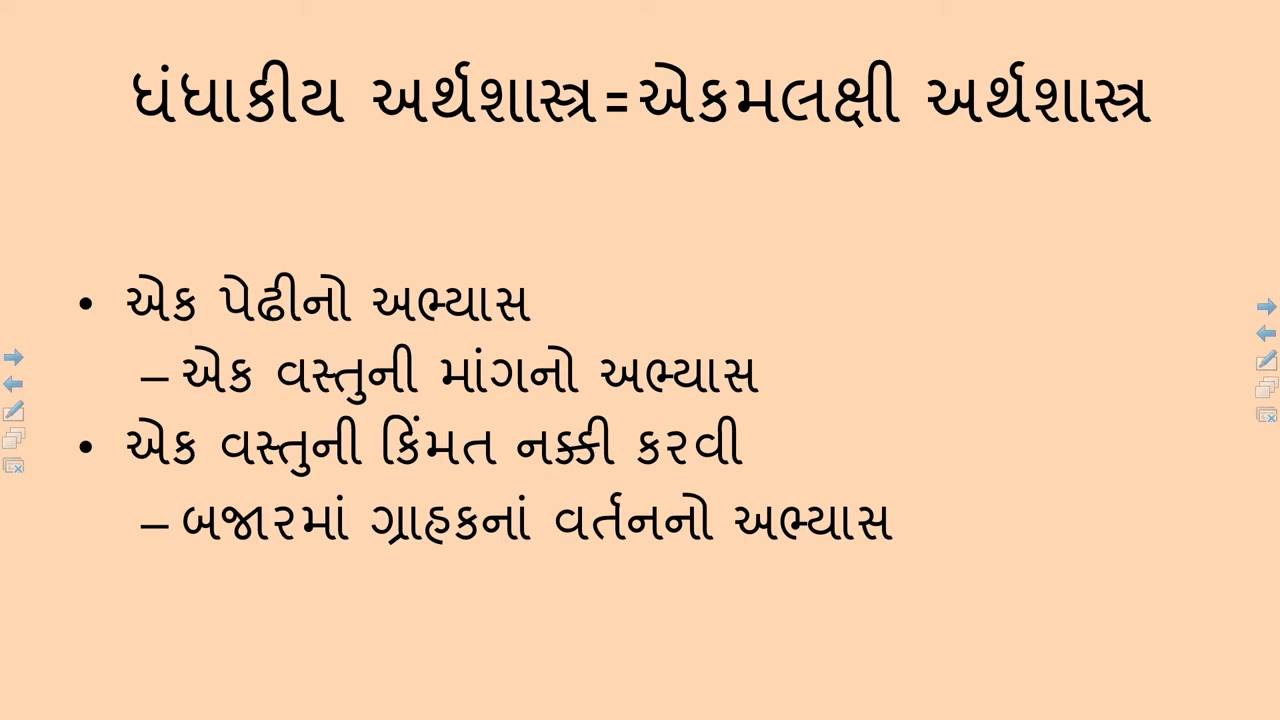 ધંધાકીય અર્થશાસ્ત્ર=એકમલક્ષી અર્થશાસ્ત્ર
• એક પેઢીનો અભ્યાસ
– એક વસ્તુની માંગનો અભ્યાસ
• એક વસ્તુની કિંમત નક્કી કરવી
– બજારમાં ગ્રાહકનાં વર્તનનો અભ્યાસ